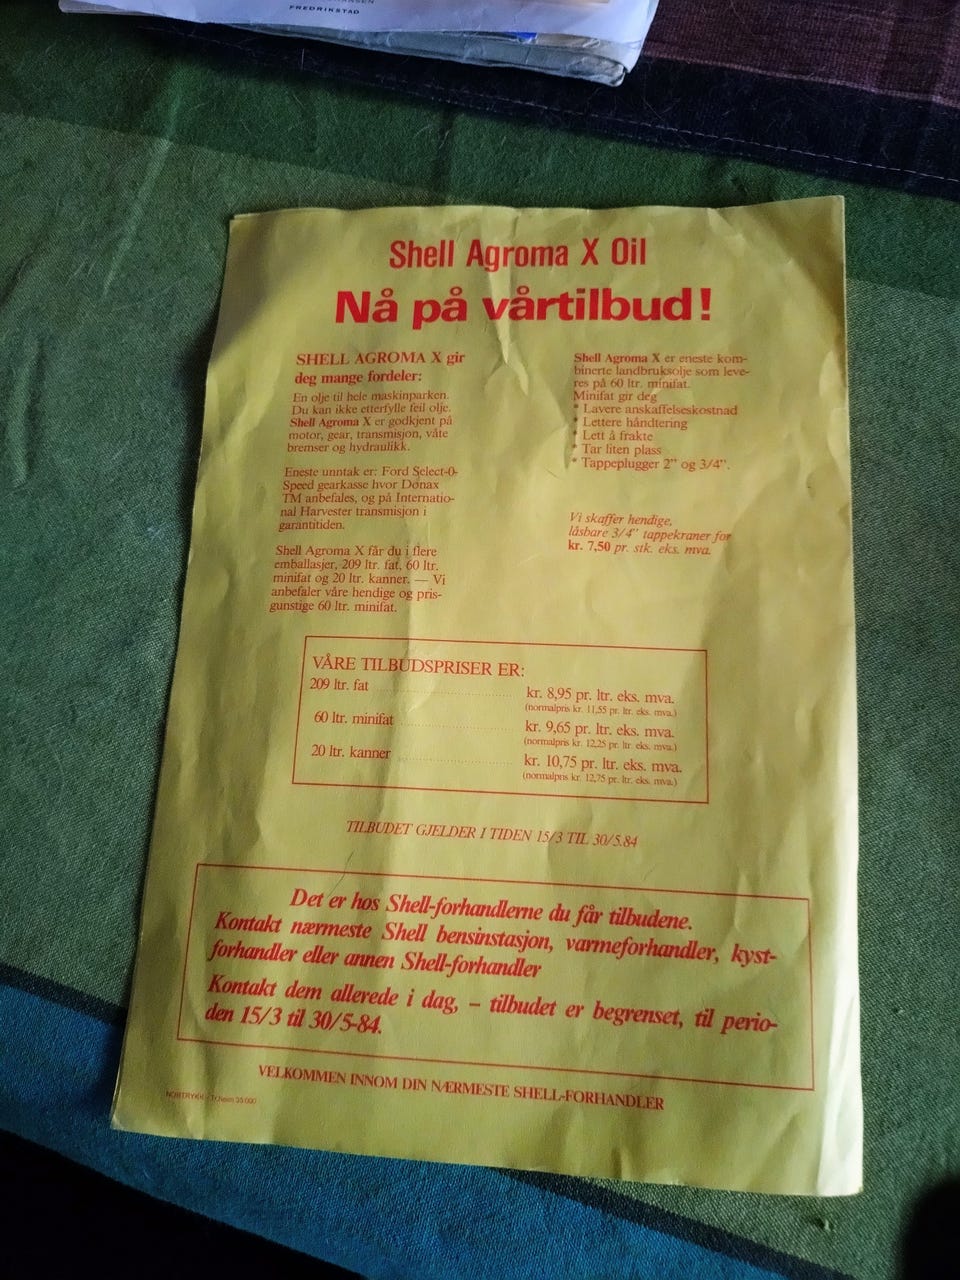 FREDRIKSTAD
Shell Agroma X Oil
Nå på vårtilbud!
SHELL AGROMA X gir
deg mange fordeler:
En olje til hele maskinparken.
Du kan ikke etterfylle feil olje.
Shell Agroma X er godkjent på
motor, gear, transmisjon, våte
bremser og hydraulikk.
Eneste unntak er: Ford Select-0-
Speed gearkasse hvor Donax
TM anbefales, og på Internatio-
nal Harvester transmisjon i
garantitiden.
Shell Agroma X får du i flere
emballasjer, 209 ltr. fat, 60 ltr.
minifat og 20 ltr. kanner. — Vi
anbefaler våre hendige og pris-
gunstige 60 ltr. minifat.
Shell Agroma X er eneste kom-
binerte landbruksolje som leve-
res på 60 ltr. minifat.
Minifat gir deg
* Lavere anskaffelseskostnad
* Lettere håndtering
* Lett å frakte
* Tar liten plass
* Tappeplugger 2" og 3/4".
Vi skaffer hendige,
låsbare 3/4" tappekraner for
kr. 7,50 pr. stk. eks. mva.
VÅRE TILBUDSPRISER ER:
209 ltr. fat ........ kr. 8,95 pr. ltr. eks. mva.
(normalpris kr. 11,55 pr. ltr. eks. mva.)
60 ltr. minifat ........ kr. 9,65 pr. ltr. eks. mva.
(normalpris kr. 12,25 pr. ltr. eks. mva.)
20 ltr. kanner ........ kr. 10,75 pr. ltr. eks. mva.
(normalpris kr. 12,75 pr. ltr. eks. mva.)
TILBUDET GJELDER I TIDEN 15/3 TIL 30/5.84
Det er hos Shell-forhandlerne du får tilbudene.
Kontakt nærmeste Shell bensinstasjon, varmeforhandler, kyst-
forhandler eller annen Shell-forhandler
Kontakt dem allerede i dag, – tilbudet er begrenset, til perio-
den 15/3 til 30/5-84.
VELKOMMEN INNOM DIN NÆRMESTE SHELL-FORHANDLER
NORTRYKK - Tr.heim 35 000